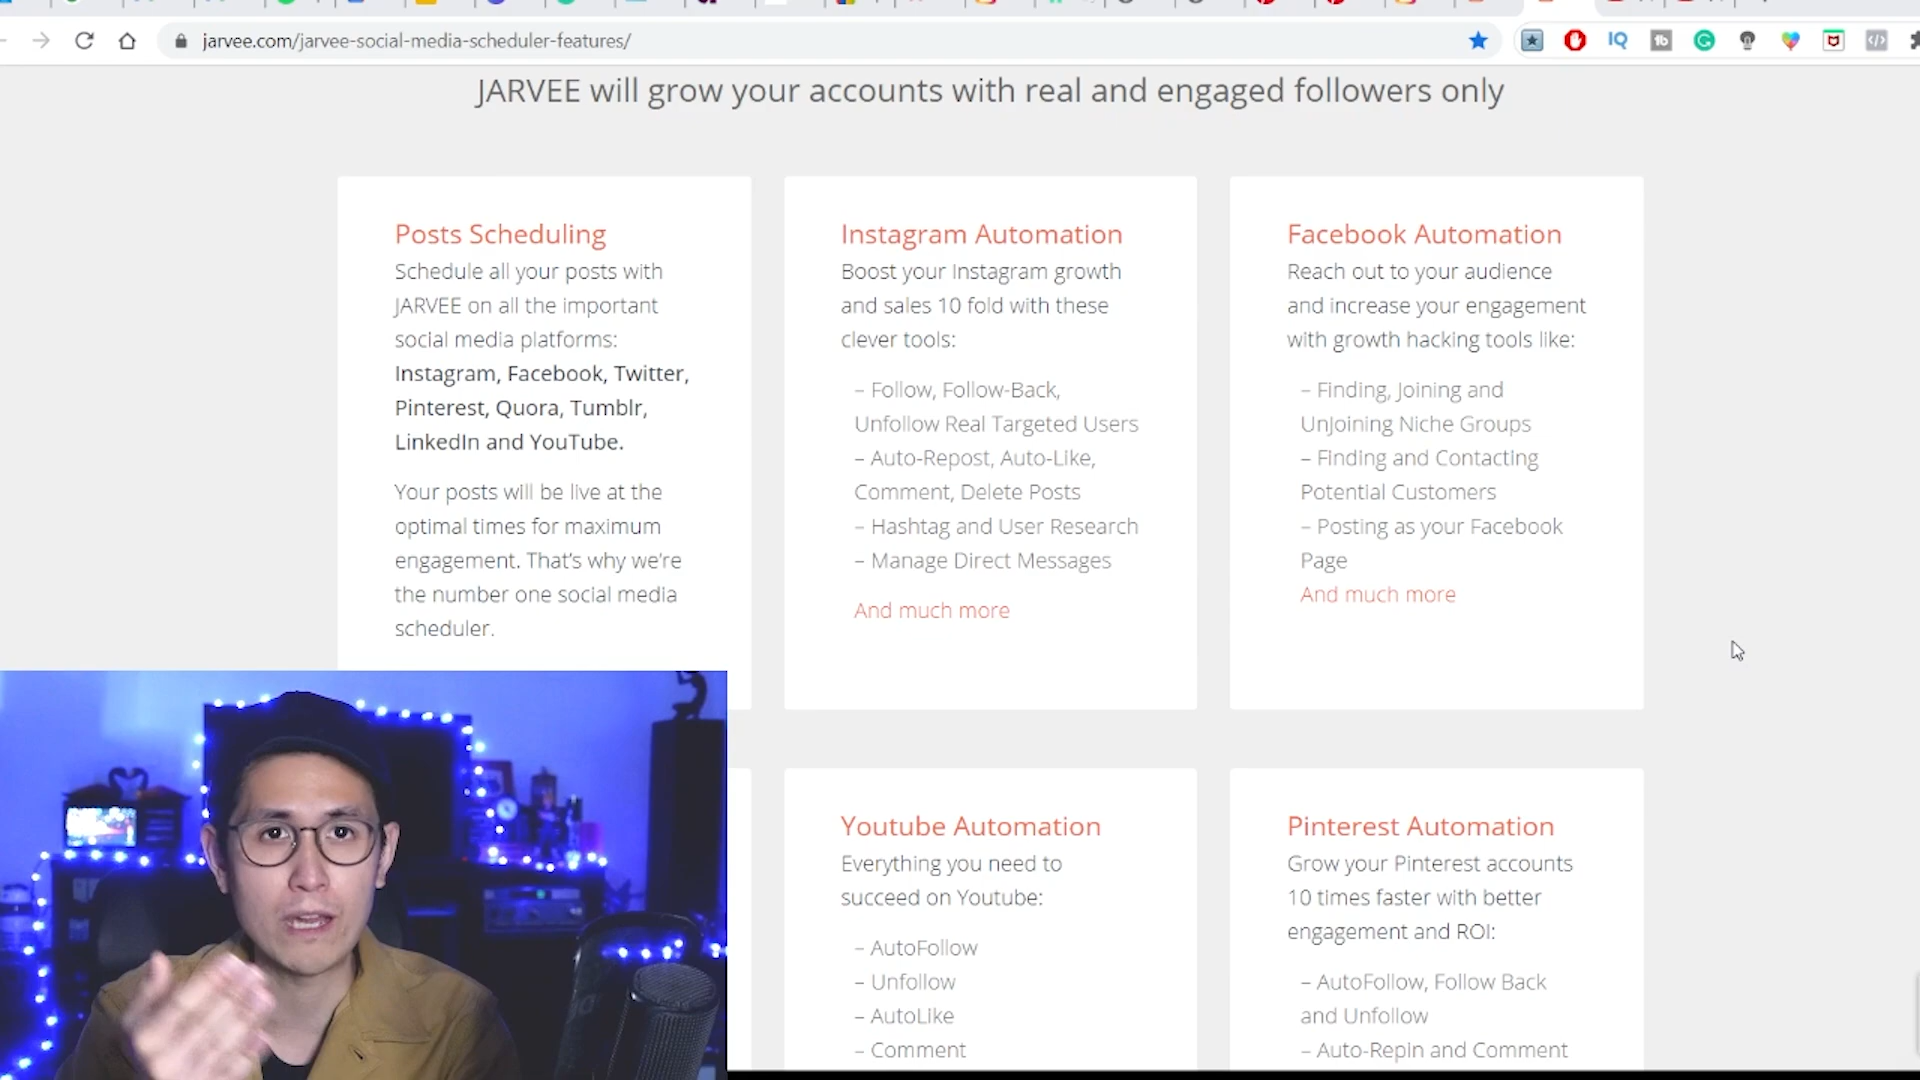 jarvee.com/jarvee-social-media-scheduler-features/
IQ
JARVEE will grow your accounts with real and engaged followers only
Posts Scheduling
Schedule all your posts with
JARVEE on all the important
social media platforms:
Instagram, Facebook, Twitter,
Pinterest, Quora, Tumblr,
LinkedIn and YouTube.
Your posts will be live at the
optimal times for maximum
engagement. That's why we're
the number one social media
scheduler.
Instagram Automation
Boost your Instagram growth
and sales 10 fold with these
clever tools:
– Follow, Follow-Back,
Unfollow Real Targeted Users
– Auto-Repost, Auto-Like,
Comment, Delete Posts
– Hashtag and User Research
– Manage Direct Messages
And much more
Facebook Automation
Reach out to your audience
and increase your engagement
with growth hacking tools like:
– Finding, Joining and
UnJoining Niche Groups
– Finding and Contacting
Potential Customers
– Posting as your Facebook
Page
And much more
Youtube Automation
Everything you need to
succeed on Youtube:
– AutoFollow
– Unfollow
– AutoLike
– Comment
Pinterest Automation
Grow your Pinterest accounts
10 times faster with better
engagement and ROI:
– AutoFollow, Follow Back
and Unfollow
– Auto-Repin and Comment